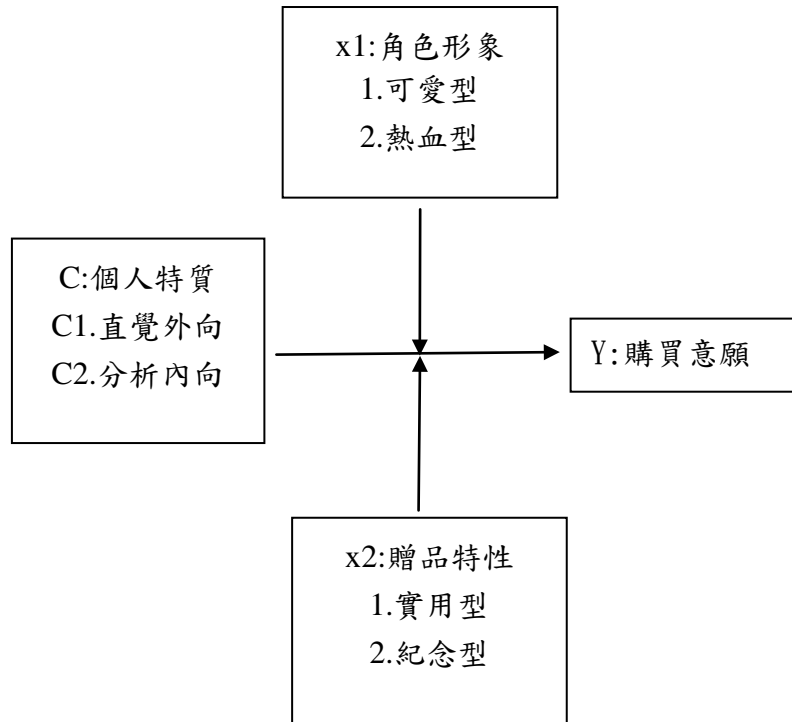 x1:角色形象
1.可愛型
2.熱血型
C:個人特質
C1.直覺外向
C2.分析內向
Y:購買意願
x2:贈品特性
1.實用型
2.紀念型